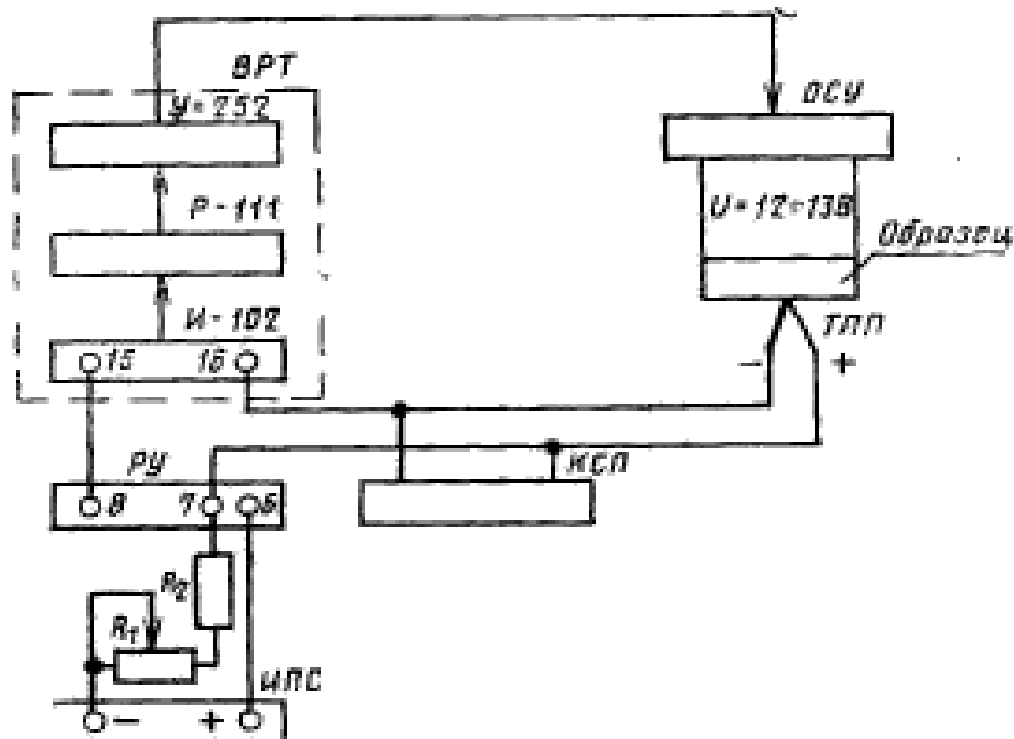 ВРТ
У-252
ОСУ
Р-111
U=12÷13В
Образец
И-102
ТПП
15 16
- +
РУ
КСП
8 7 6
R2
R1
ИПС
- +